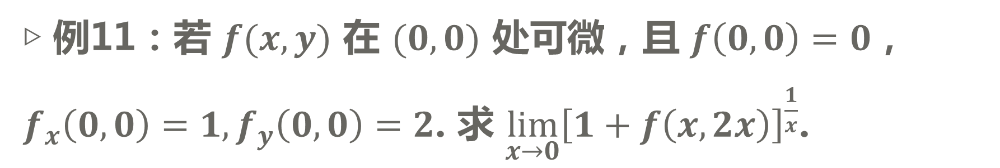 ▷ 例11：若 f(x,y) 在 (0,0) 处可微，且 f(0,0) = 0，
f_x(0,0) = 1, f_y(0,0) = 2. 求 lim_{x→0}[1 + f(x,2x)]^{1/x}.